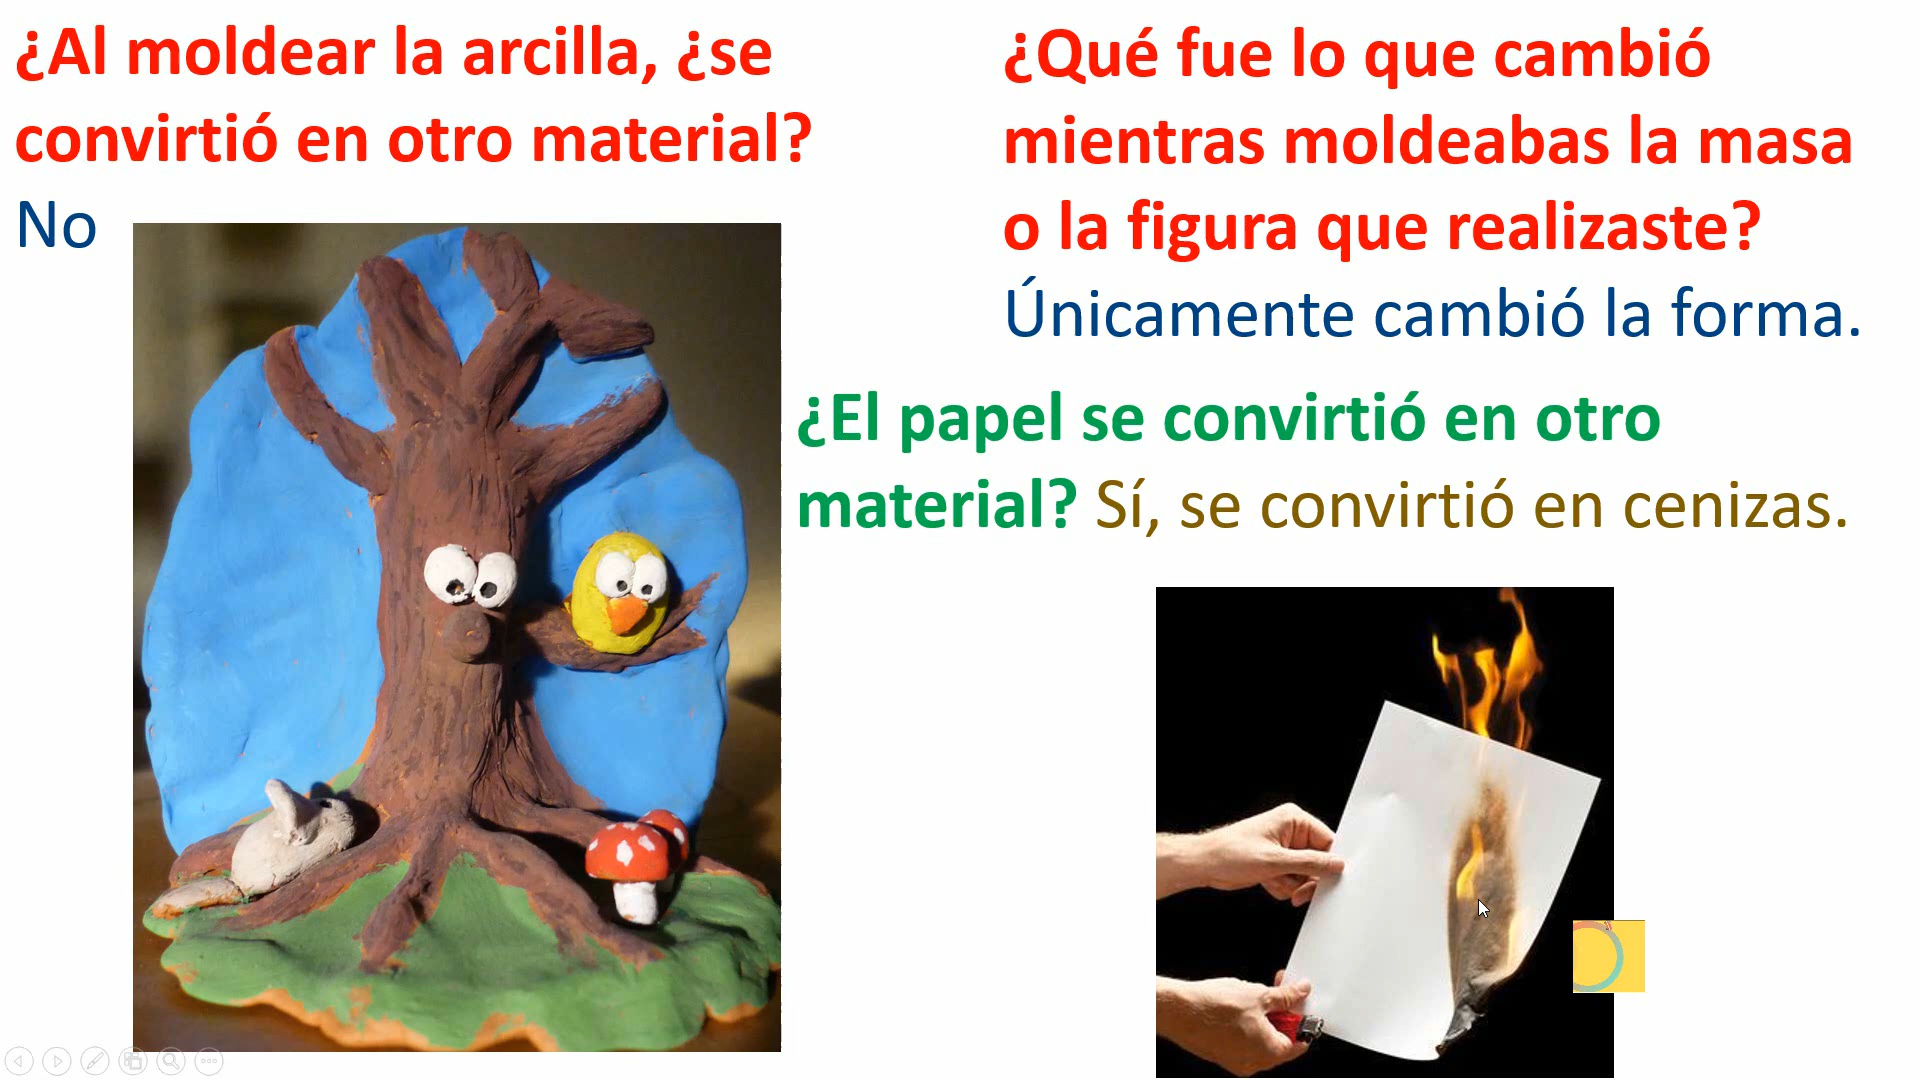 ¿Al moldear la arcilla, ¿se
convirtió en otro material?
No
¿Qué fue lo que cambió
mientras moldeabas la masa
o la figura que realizaste?
Únicamente cambió la forma.
¿El papel se convirtió en otro
material? Sí, se convirtió en cenizas.